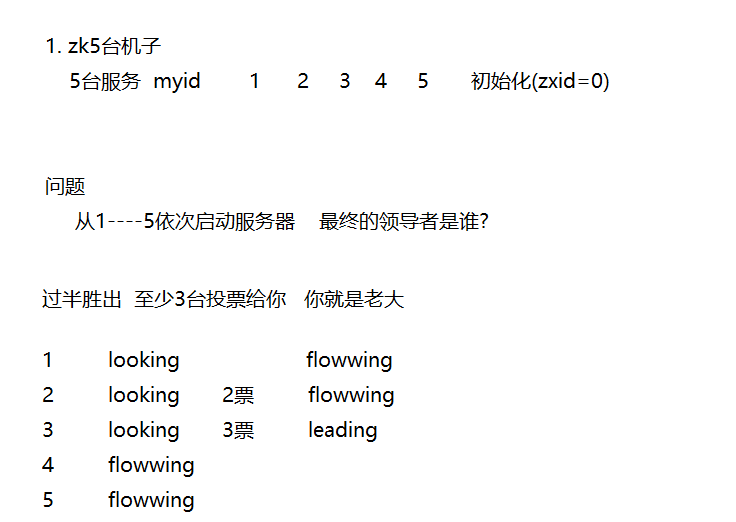 1. zk5台机子
5台服务 myid 1 2 3 4 5 初始化(zxid=0)
问题
从1----5依次启动服务器 最终的领导者是谁?
过半胜出 至少3台投票给你 你就是老大
1 looking flowwing
2 looking 2票 flowwing
3 looking 3票 leading
4 flowwing
5 flowwing